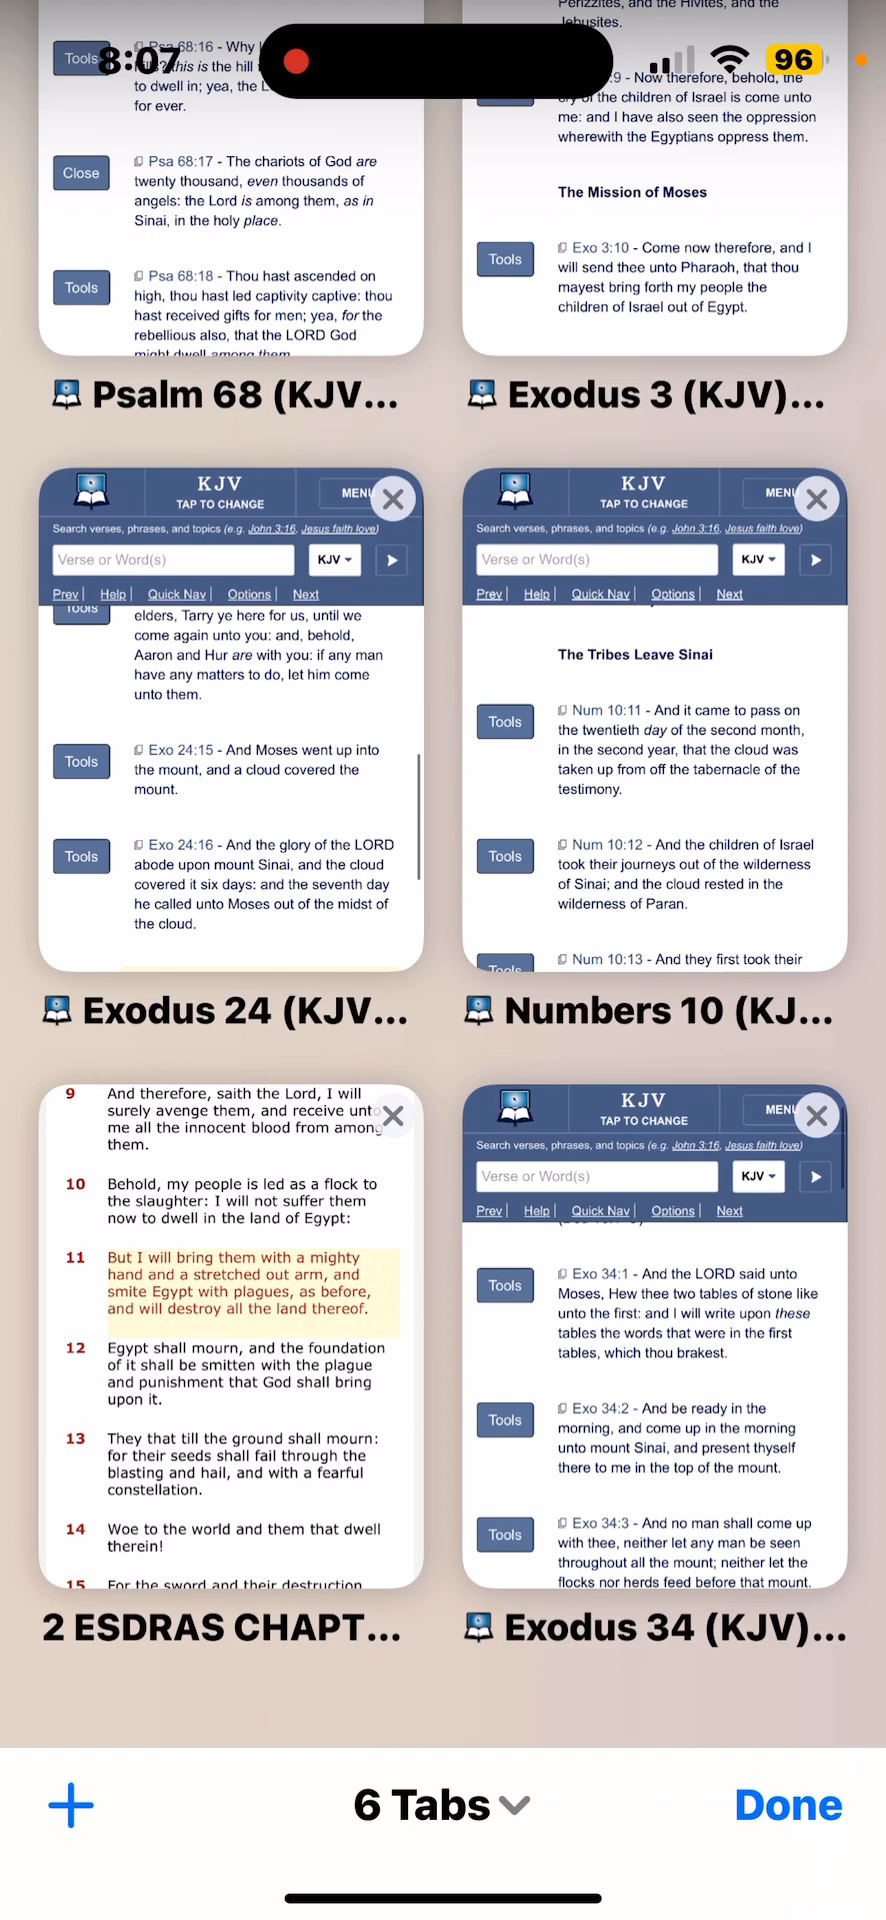 Perizzites, and the Hivites, and the
Jebusites.
8:07
96
Tools
Psa 68:16 - Why
this is the hill
to dwell in; yea, the
for ever.
Close
Psa 68:17 - The chariots of God are
twenty thousand, even thousands of
angels: the Lord is among them, as in
Sinai, in the holy place.
Tools
Psa 68:18 - Thou hast ascended on
high, thou hast led captivity captive: thou
hast received gifts for men; yea, for the
rebellious also, that the LORD God
might dwell among them.
Psalm 68 (KJV...
:9 - Now therefore, behold, the
cry of the children of Israel is come unto
me: and I have also seen the oppression
wherewith the Egyptians oppress them.
The Mission of Moses
Tools
Exo 3:10 - Come now therefore, and I
will send thee unto Pharaoh, that thou
mayest bring forth my people the
children of Israel out of Egypt.
Exodus 3 (KJV)...
KJV
TAP TO CHANGE
MENU
Search verses, phrases, and topics (e.g. John 3:16, Jesus faith love)
Verse or Word(s)
KJV
Prev | Help | Quick Nav | Options | Next
Tools
elders, Tarry ye here for us, until we
come again unto you: and, behold,
Aaron and Hur are with you: if any man
have any matters to do, let him come
unto them.
Tools
Exo 24:15 - And Moses went up into
the mount, and a cloud covered the
mount.
Tools
Exo 24:16 - And the glory of the LORD
abode upon mount Sinai, and the cloud
covered it six days: and the seventh day
he called unto Moses out of the midst of
the cloud.
Exodus 24 (KJV...
KJV
TAP TO CHANGE
MENU
Search verses, phrases, and topics (e.g. John 3:16, Jesus faith love)
Verse or Word(s)
KJV
Prev | Help | Quick Nav | Options | Next
The Tribes Leave Sinai
Tools
Num 10:11 - And it came to pass on
the twentieth day of the second month,
in the second year, that the cloud was
taken up from off the tabernacle of the
testimony.
Tools
Num 10:12 - And the children of Israel
took their journeys out of the wilderness
of Sinai; and the cloud rested in the
wilderness of Paran.
Tools
Num 10:13 - And they first took their
Numbers 10 (KJ...
9 And therefore, saith the Lord, I will
surely avenge them, and receive unto
me all the innocent blood from among
them.
10 Behold, my people is led as a flock to
the slaughter: I will not suffer them
now to dwell in the land of Egypt:
11 But I will bring them with a mighty
hand and a stretched out arm, and
smite Egypt with plagues, as before,
and will destroy all the land thereof.
12 Egypt shall mourn, and the foundation
of it shall be smitten with the plague
and punishment that God shall bring
upon it.
13 They that till the ground shall mourn:
for their seeds shall fail through the
blasting and hail, and with a fearful
constellation.
14 Woe to the world and them that dwell
therein!
15 For the sword and their destruction
2 ESDRAS CHAPT...
KJV
TAP TO CHANGE
MENU
Search verses, phrases, and topics (e.g. John 3:16, Jesus faith love)
Verse or Word(s)
KJV
Prev | Help | Quick Nav | Options | Next
Tools
Exo 34:1 - And the LORD said unto
Moses, Hew thee two tables of stone like
unto the first: and I will write upon these
tables the words that were in the first
tables, which thou brakest.
Tools
Exo 34:2 - And be ready in the
morning, and come up in the morning
unto mount Sinai, and present thyself
there to me in the top of the mount.
Tools
Exo 34:3 - And no man shall come up
with thee, neither let any man be seen
throughout all the mount; neither let the
flocks nor herds feed before that mount.
Exodus 34 (KJV)...
6 Tabs
Done